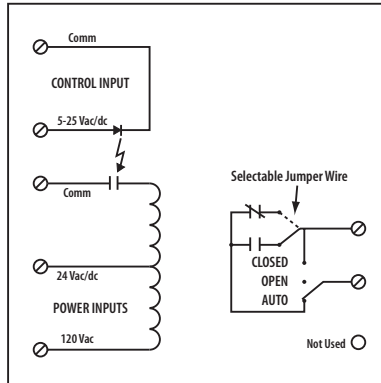 Comm
CONTROL INPUT
5-25 Vac/dc
Comm
24 Vac/dc
POWER INPUTS
120 Vac
Selectable Jumper Wire
CLOSED
OPEN
AUTO
Not Used